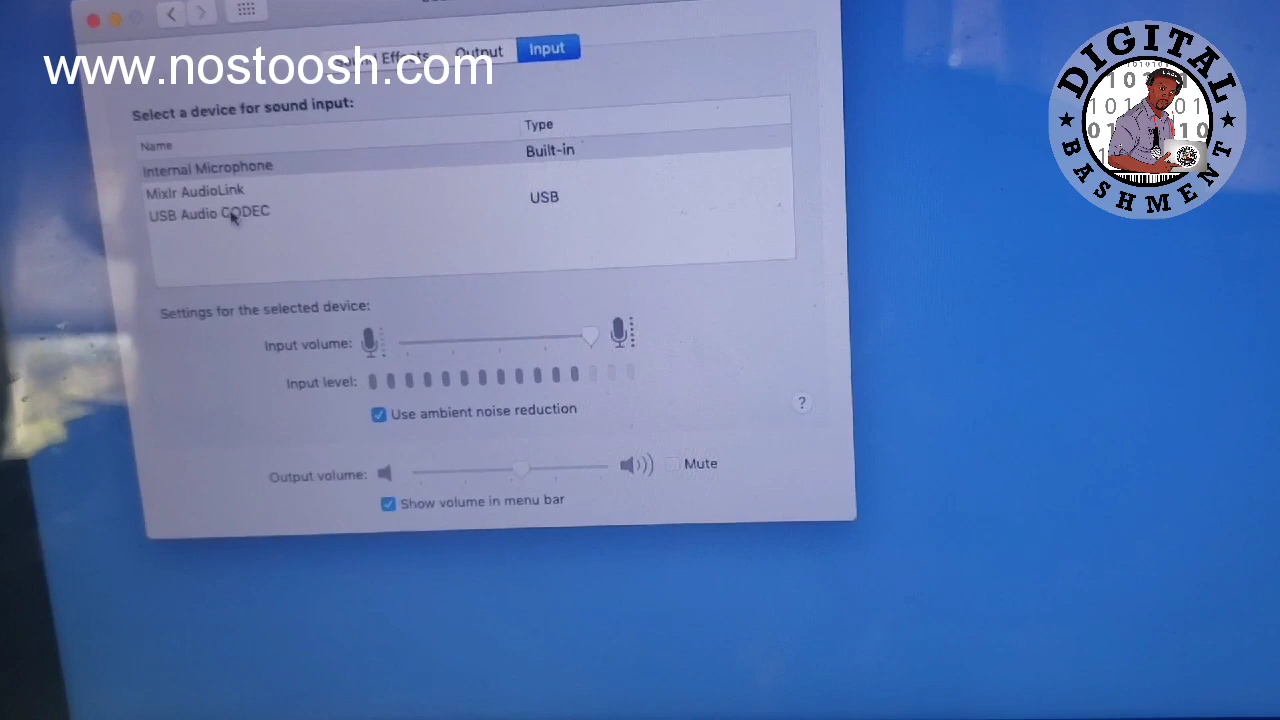 www.nostoosh.com
Effects Output Input
Select a device for sound input:
Name Type
Internal Microphone Built-in
Mixlr AudioLink
USB Audio CODEC USB
Settings for the selected device:
Input volume:
Input level:
Use ambient noise reduction
?
Output volume: Mute
Show volume in menu bar
DIGITAL
BASHMENT